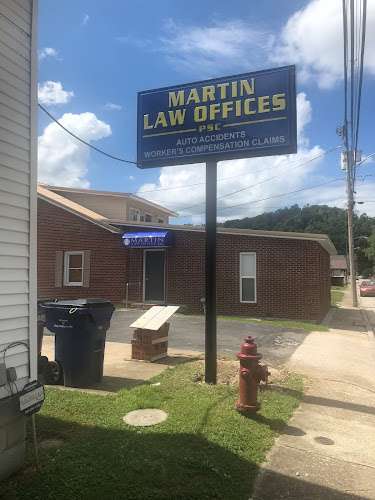 MARTIN
LAW OFFICES
PSC
AUTO ACCIDENTS
WORKER'S COMPENSATION CLAIMS
MARTIN